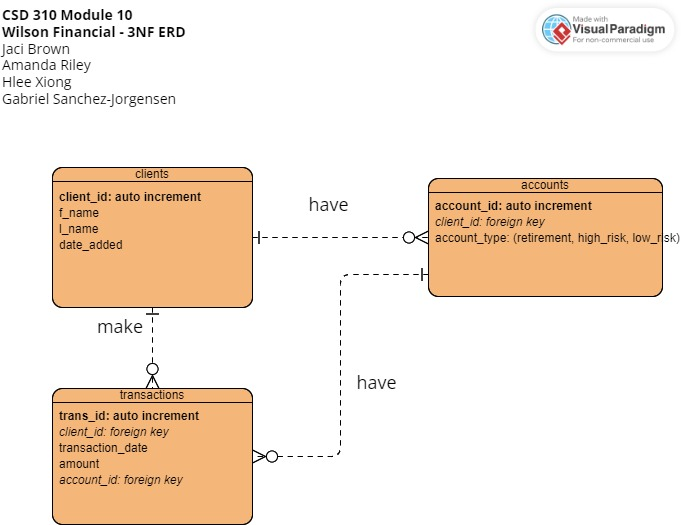 CSD 310 Module 10
Wilson Financial - 3NF ERD
Jaci Brown
Amanda Riley
Hlee Xiong
Gabriel Sanchez-Jorgensen
Made with
VisualParadigm
For non-commercial use
clients
client_id: auto increment
f_name
l_name
date_added
have
accounts
account_id: auto increment
client_id: foreign key
account_type: (retirement, high_risk, low_risk)
make
have
transactions
trans_id: auto increment
client_id: foreign key
transaction_date
amount
account_id: foreign key